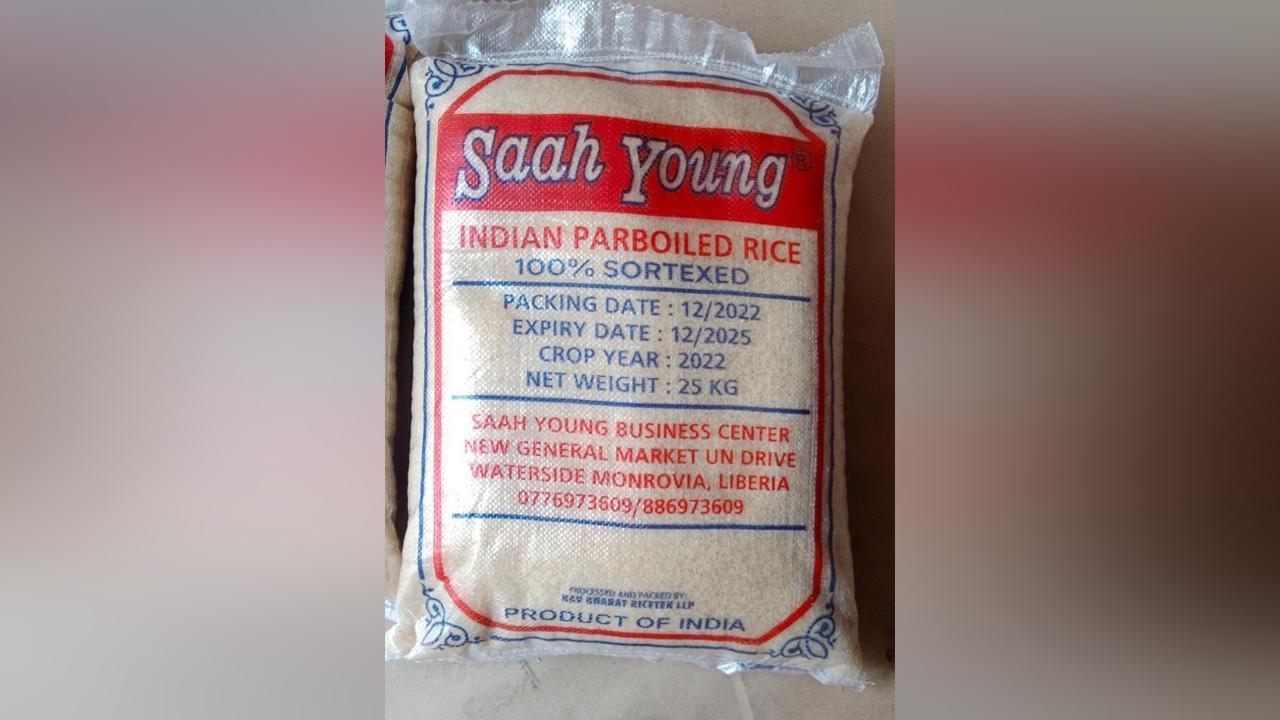 Saah Young®
INDIAN PARBOILED RICE
100% SORTEXED
PACKING DATE : 12/2022
EXPIRY DATE : 12/2025
CROP YEAR : 2022
NET WEIGHT : 25 KG
SAAH YOUNG BUSINESS CENTER
NEW GENERAL MARKET UN DRIVE
WATERSIDE MONROVIA, LIBERIA
0776973609/886973609
PROCESSED AND PACKED BY:
NAV BHARAT RICETEK LLP
PRODUCT OF INDIA